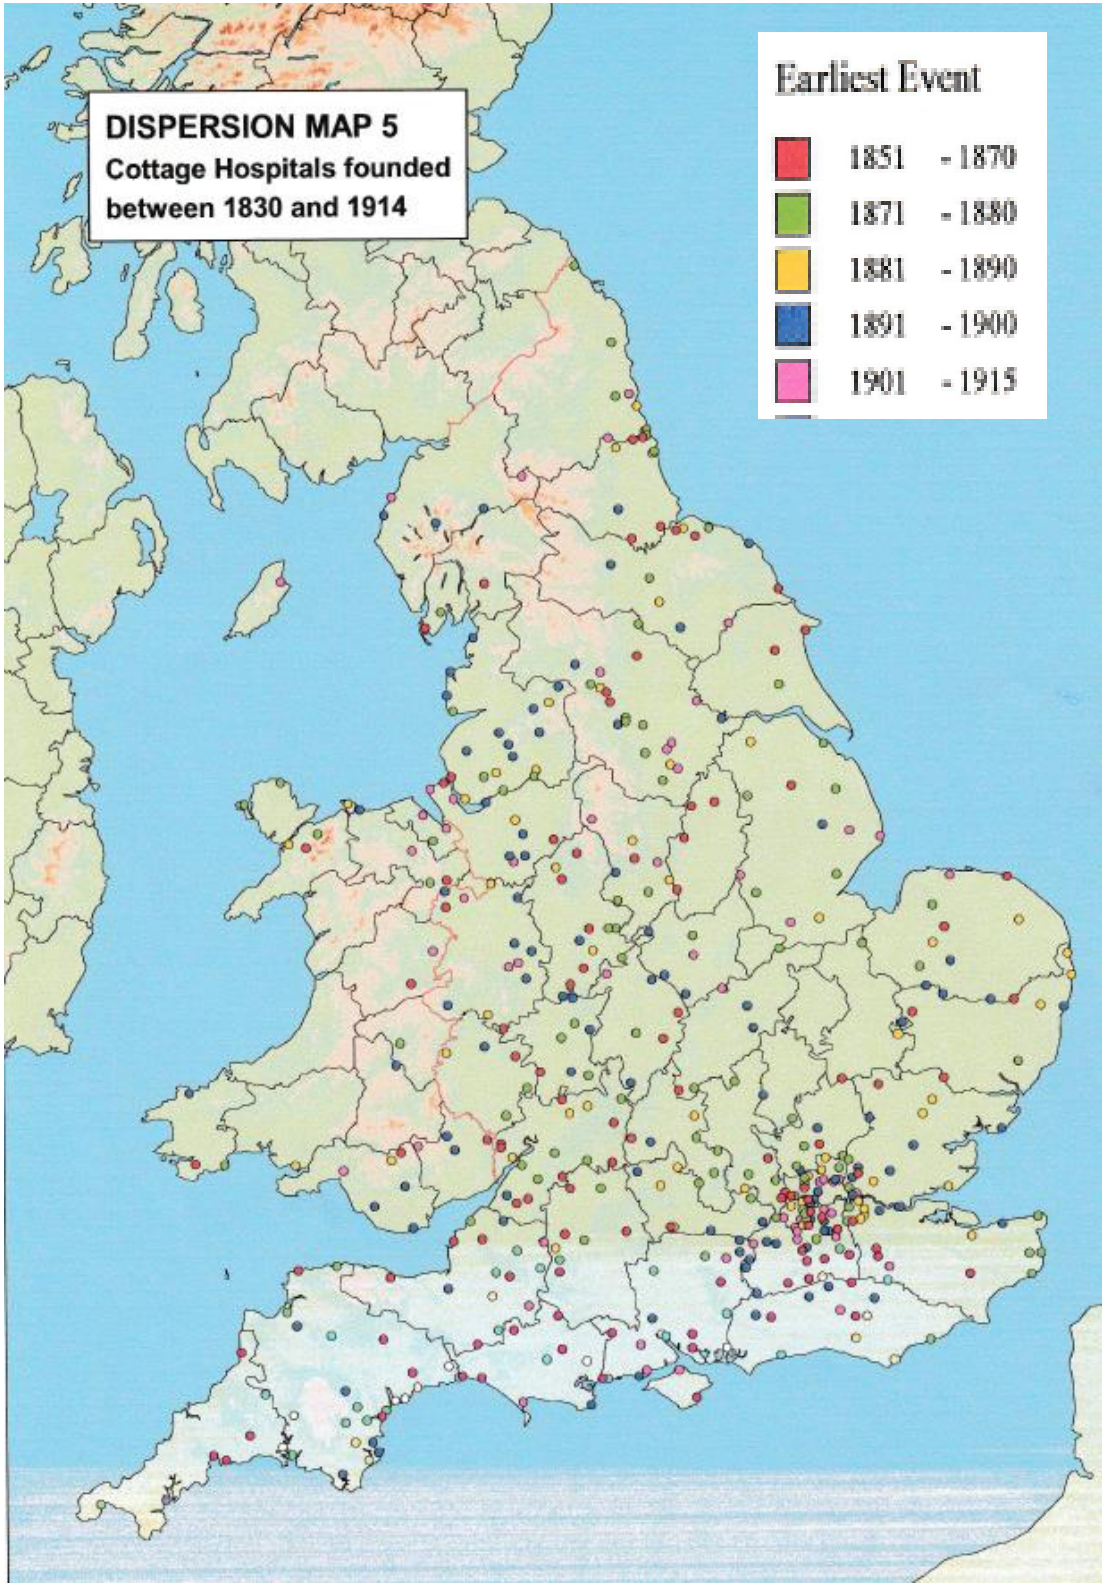 DISPERSION MAP 5
Cottage Hospitals founded
between 1830 and 1914
Earliest Event
1851 - 1870
1871 - 1880
1881 - 1890
1891 - 1900
1901 - 1915